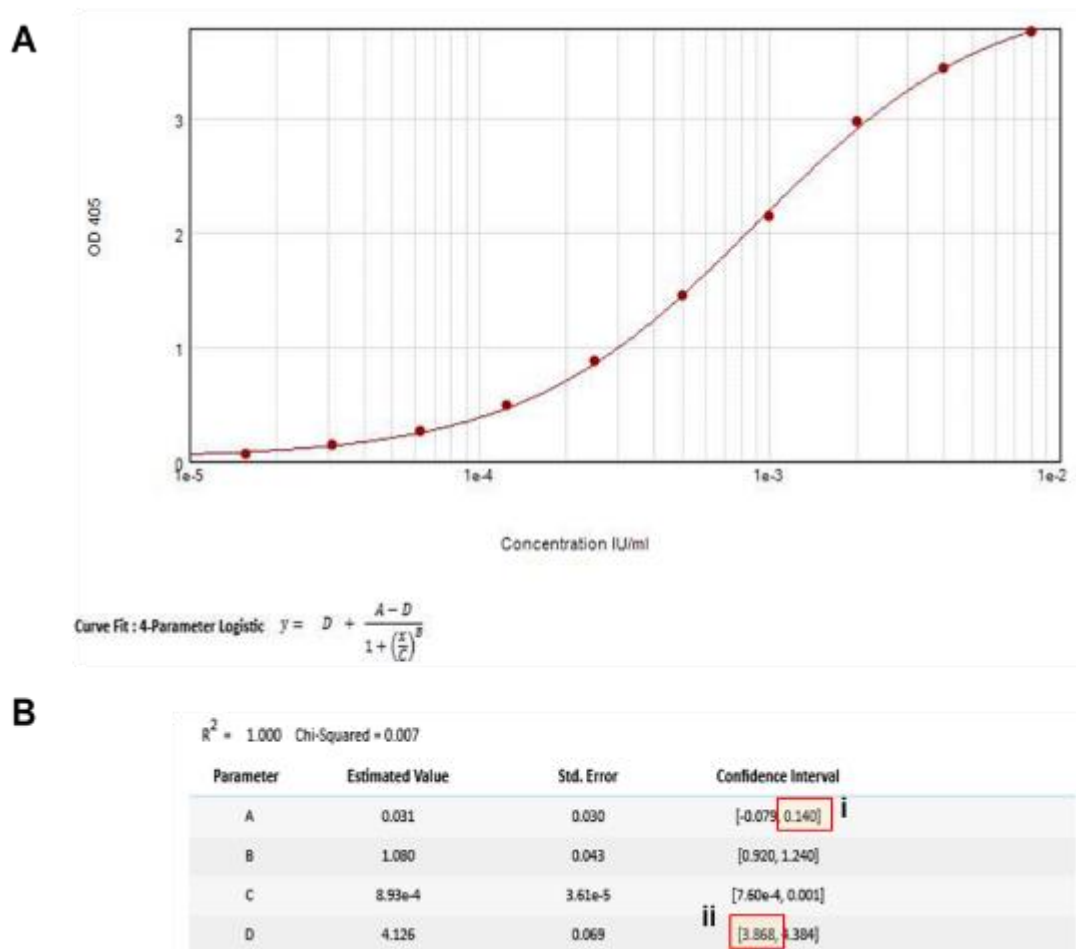 A
3
2
1
0
OD 405
1e-5 1e-4 1e-3 1e-2
Concentration IU/ml
Curve Fit : 4-Parameter Logistic y = D + A − D / 1 + (x/C)^B
B
R² = 1.000 Chi-Squared = 0.007
Parameter Estimated Value Std. Error Confidence Interval
A 0.031 0.030 [-0.079, 0.140] i
B 1.080 0.043 [0.920, 1.240]
C 8.93e-4 3.61e-5 [7.60e-4, 0.001]
D 4.126 0.069 ii [3.868, 4.384]